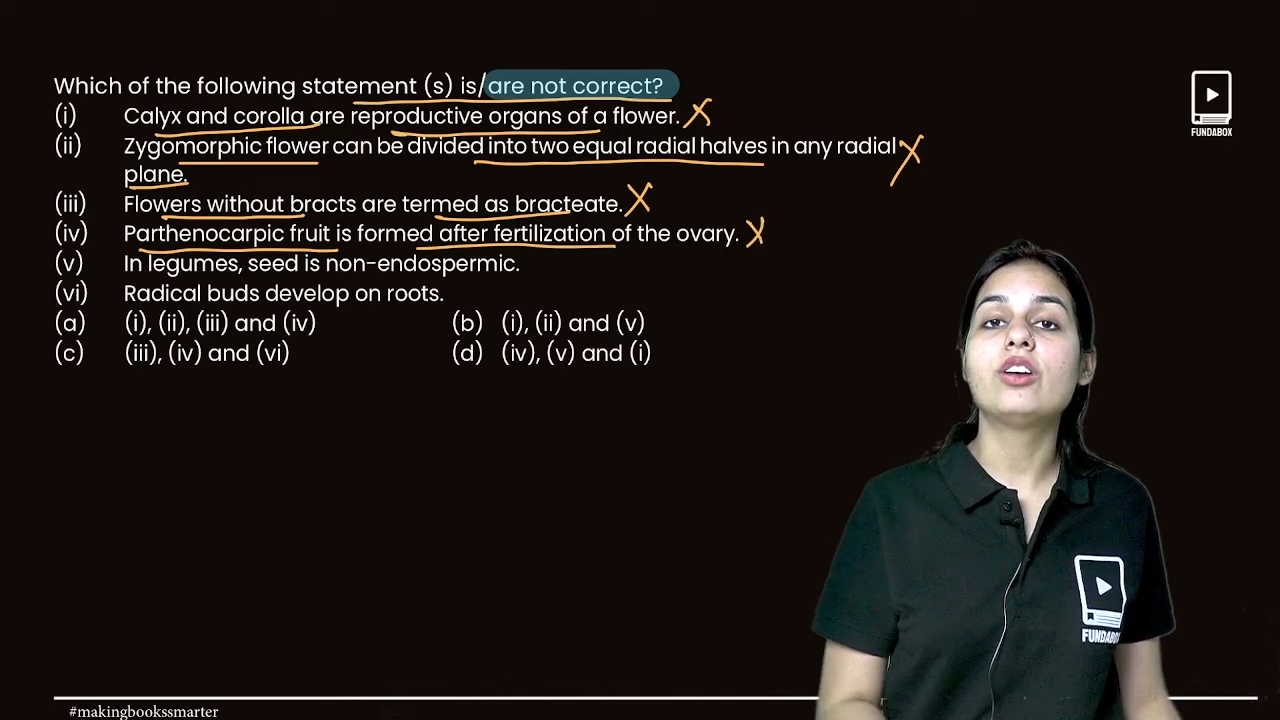 Which of the following statement (s) is/are not correct?
(i) Calyx and corolla are reproductive organs of a flower.
(ii) Zygomorphic flower can be divided into two equal radial halves in any radial
plane.
(iii) Flowers without bracts are termed as bracteate.
(iv) Parthenocarpic fruit is formed after fertilization of the ovary.
(v) In legumes, seed is non-endospermic.
(vi) Radical buds develop on roots.
(a) (i), (ii), (iii) and (iv) (b) (i), (ii) and (v)
(c) (iii), (iv) and (vi) (d) (iv), (v) and (i)
FUNDABOX
FUNDABOX
#makingbookssmarter